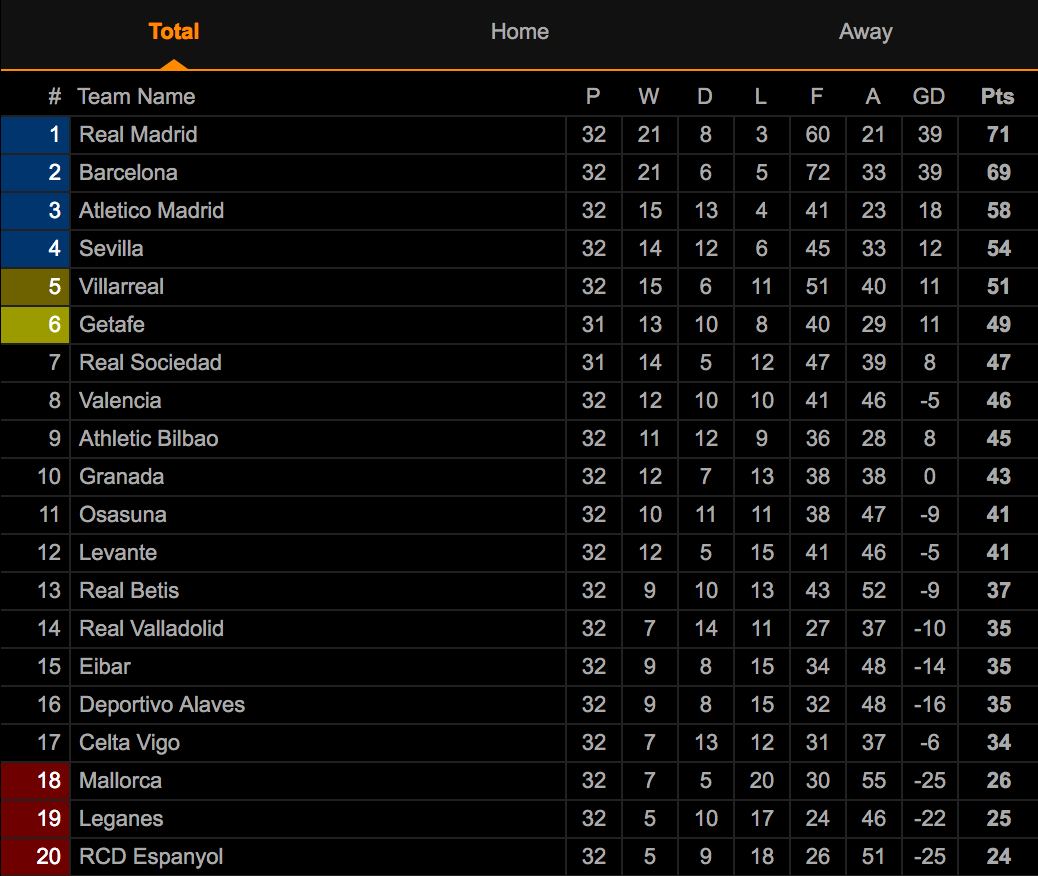 Total Home Away
# Team Name P W D L F A GD Pts
1 Real Madrid 32 21 8 3 60 21 39 71
2 Barcelona 32 21 6 5 72 33 39 69
3 Atletico Madrid 32 15 13 4 41 23 18 58
4 Sevilla 32 14 12 6 45 33 12 54
5 Villarreal 32 15 6 11 51 40 11 51
6 Getafe 31 13 10 8 40 29 11 49
7 Real Sociedad 31 14 5 12 47 39 8 47
8 Valencia 32 12 10 10 41 46 -5 46
9 Athletic Bilbao 32 11 12 9 36 28 8 45
10 Granada 32 12 7 13 38 38 0 43
11 Osasuna 32 10 11 11 38 47 -9 41
12 Levante 32 12 5 15 41 46 -5 41
13 Real Betis 32 9 10 13 43 52 -9 37
14 Real Valladolid 32 7 14 11 27 37 -10 35
15 Eibar 32 9 8 15 34 48 -14 35
16 Deportivo Alaves 32 9 8 15 32 48 -16 35
17 Celta Vigo 32 7 13 12 31 37 -6 34
18 Mallorca 32 7 5 20 30 55 -25 26
19 Leganes 32 5 10 17 24 46 -22 25
20 RCD Espanyol 32 5 9 18 26 51 -25 24